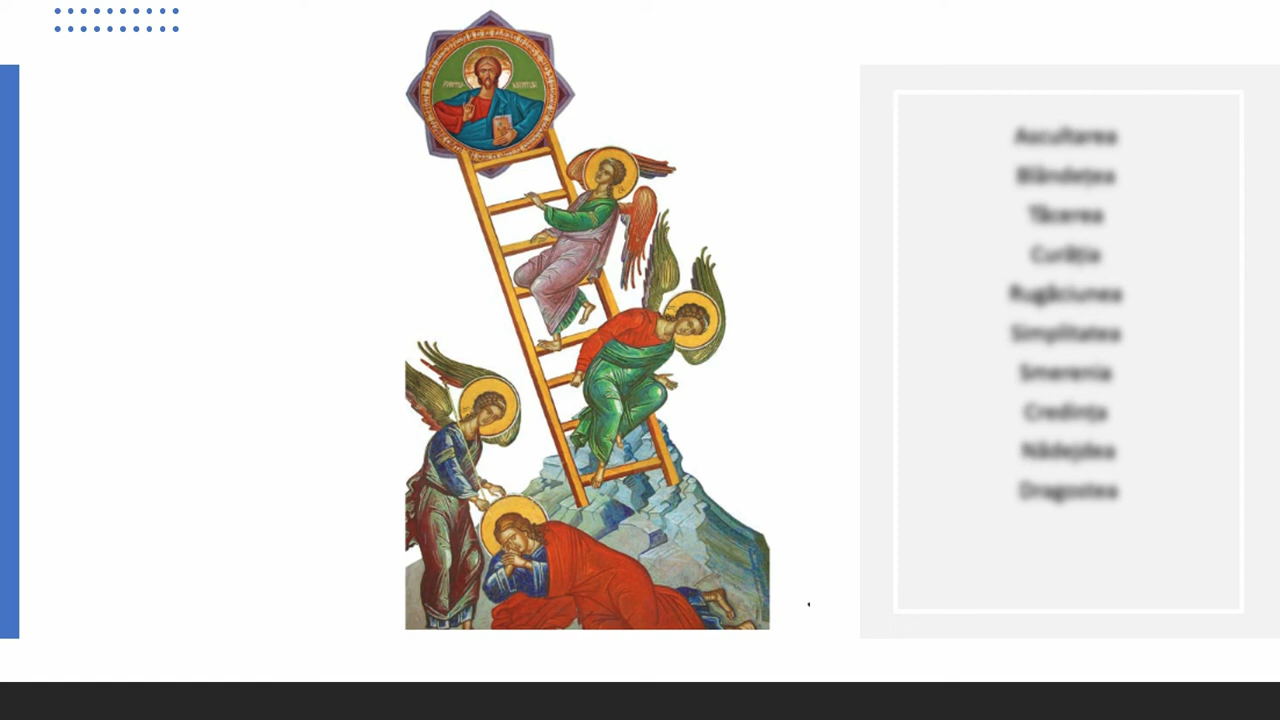 Ascultarea
Blândețea
Tăcerea
Curăția
Rugăciunea
Simplitatea
Smerenia
Credința
Nădejdea
Dragostea